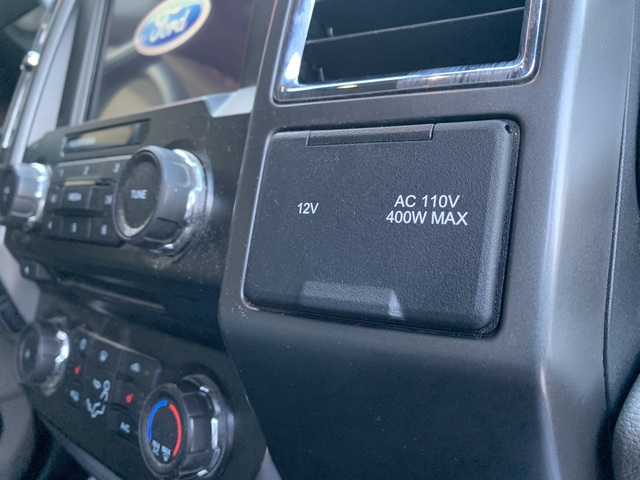 Ford
TUNE
12V
AC 110V
400W MAX
A/C